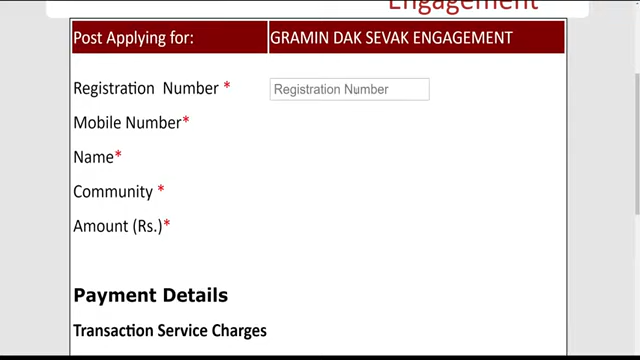 Engagement
Post Applying for: GRAMIN DAK SEVAK ENGAGEMENT
Registration Number * Registration Number
Mobile Number*
Name*
Community *
Amount (Rs.)*
Payment Details
Transaction Service Charges